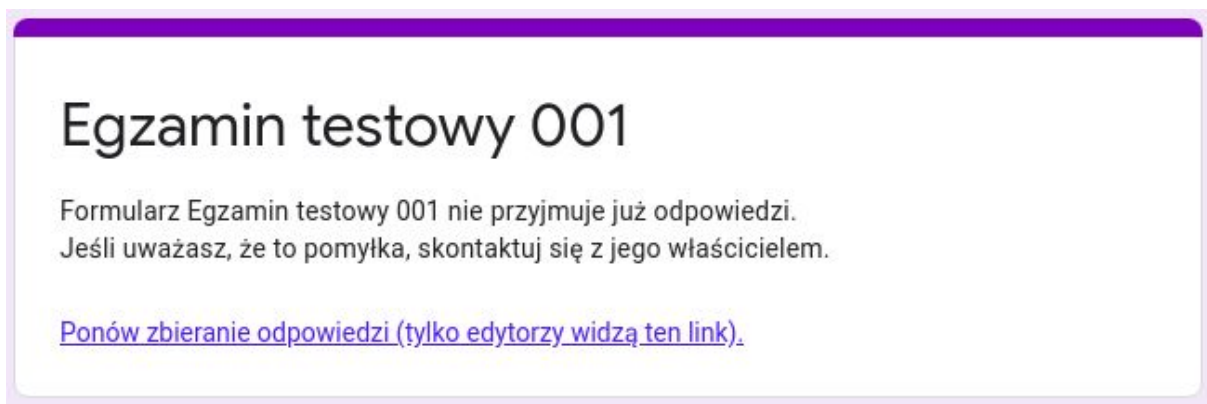 Egzamin testowy 001
Formularz Egzamin testowy 001 nie przyjmuje już odpowiedzi.
Jeśli uważasz, że to pomyłka, skontaktuj się z jego właścicielem.
Ponów zbieranie odpowiedzi (tylko edytorzy widzą ten link).